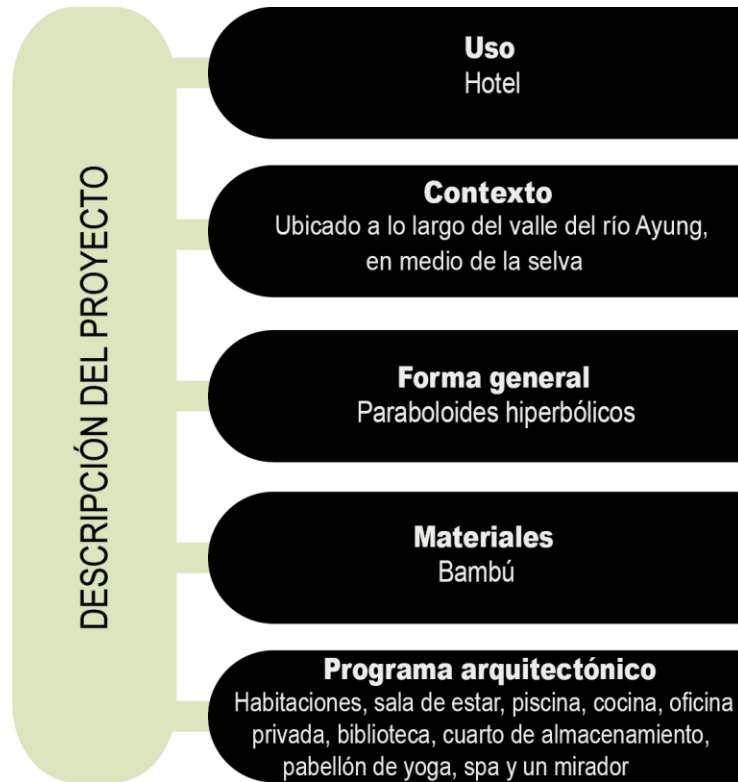 DESCRIPCIÓN DEL PROYECTO
Uso
Hotel
Contexto
Ubicado a lo largo del valle del río Ayung,
en medio de la selva
Forma general
Paraboloides hiperbólicos
Materiales
Bambú
Programa arquitectónico
Habitaciones, sala de estar, piscina, cocina, oficina
privada, biblioteca, cuarto de almacenamiento,
pabellón de yoga, spa y un mirador